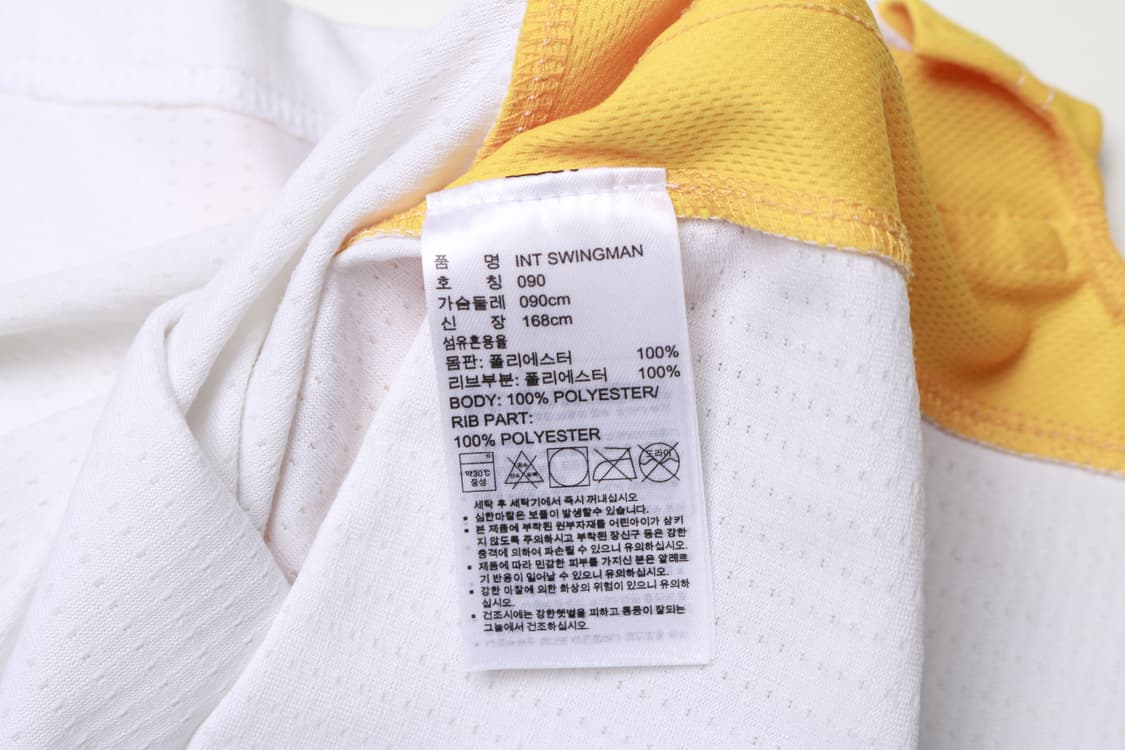 품 명 INT SWINGMAN
호 칭 090
가슴둘레 090cm
신 장 168cm
섬유혼용율
몸판: 폴리에스터 100%
리브부분: 폴리에스터 100%
BODY: 100% POLYESTER/
RIB PART:
100% POLYESTER
약30℃ 중성 드라이
세탁 후 세탁기에서 즉시 꺼내십시오
▪ 심한마찰은 보풀이 발생할수 있습니다.
▪ 본 제품에 부착된 원부자재를 어린아이가 삼키
지 않도록 주의하시고 부착된 장신구 등은 강한
충격에 의하여 파손될 수 있으니 유의하십시오.
▪ 제품에 따라 민감한 피부를 가지신 분은 알레르
기 반응이 일어날 수 있으니 유의하십시오.
▪ 강한 마찰에 의한 화상의 위험이 있으니 유의하
십시오.
▪ 건조시에는 강한햇볕을 피하고 통풍이 잘되는
그늘에서 건조하십시오.